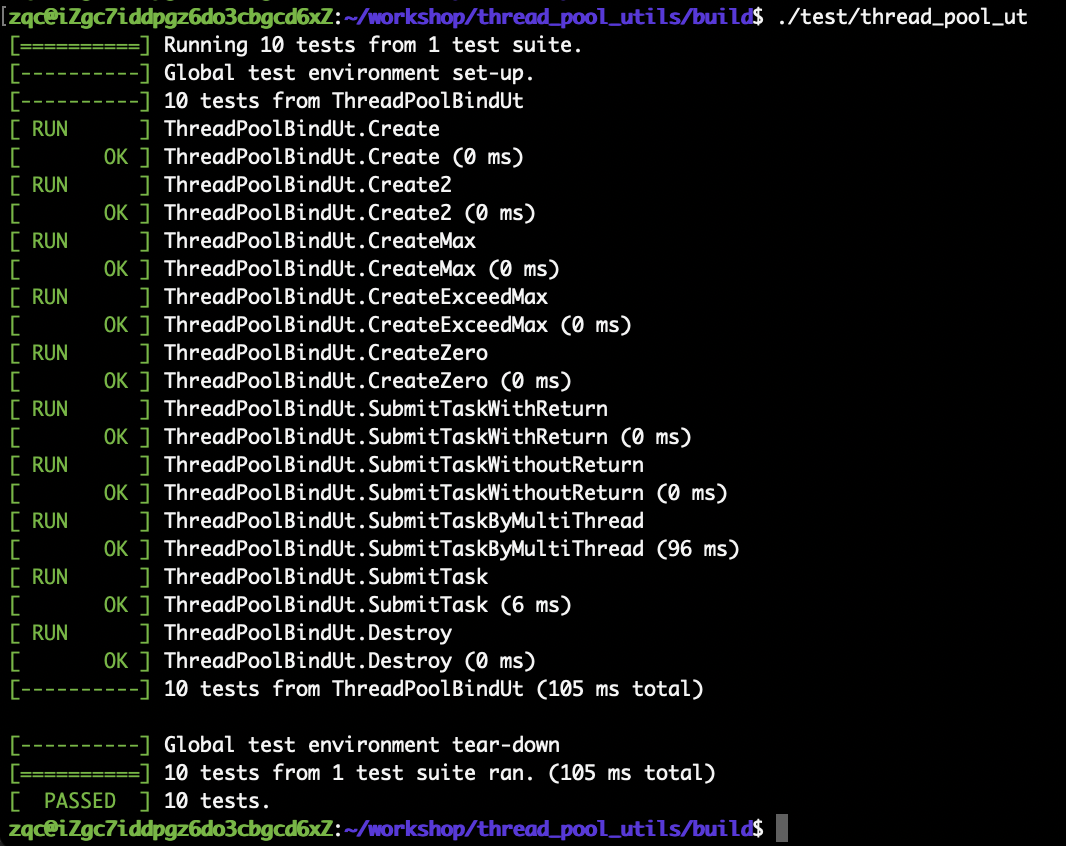 zqc@iZgc7iddpgz6do3cbgcd6xZ:~/workshop/thread_pool_utils/build$ ./test/thread_pool_ut
[==========] Running 10 tests from 1 test suite.
[----------] Global test environment set-up.
[----------] 10 tests from ThreadPoolBindUt
[ RUN      ] ThreadPoolBindUt.Create
[       OK ] ThreadPoolBindUt.Create (0 ms)
[ RUN      ] ThreadPoolBindUt.Create2
[       OK ] ThreadPoolBindUt.Create2 (0 ms)
[ RUN      ] ThreadPoolBindUt.CreateMax
[       OK ] ThreadPoolBindUt.CreateMax (0 ms)
[ RUN      ] ThreadPoolBindUt.CreateExceedMax
[       OK ] ThreadPoolBindUt.CreateExceedMax (0 ms)
[ RUN      ] ThreadPoolBindUt.CreateZero
[       OK ] ThreadPoolBindUt.CreateZero (0 ms)
[ RUN      ] ThreadPoolBindUt.SubmitTaskWithReturn
[       OK ] ThreadPoolBindUt.SubmitTaskWithReturn (0 ms)
[ RUN      ] ThreadPoolBindUt.SubmitTaskWithoutReturn
[       OK ] ThreadPoolBindUt.SubmitTaskWithoutReturn (0 ms)
[ RUN      ] ThreadPoolBindUt.SubmitTaskByMultiThread
[       OK ] ThreadPoolBindUt.SubmitTaskByMultiThread (96 ms)
[ RUN      ] ThreadPoolBindUt.SubmitTask
[       OK ] ThreadPoolBindUt.SubmitTask (6 ms)
[ RUN      ] ThreadPoolBindUt.Destroy
[       OK ] ThreadPoolBindUt.Destroy (0 ms)
[----------] 10 tests from ThreadPoolBindUt (105 ms total)

[----------] Global test environment tear-down
[==========] 10 tests from 1 test suite ran. (105 ms total)
[  PASSED  ] 10 tests.
zqc@iZgc7iddpgz6do3cbgcd6xZ:~/workshop/thread_pool_utils/build$